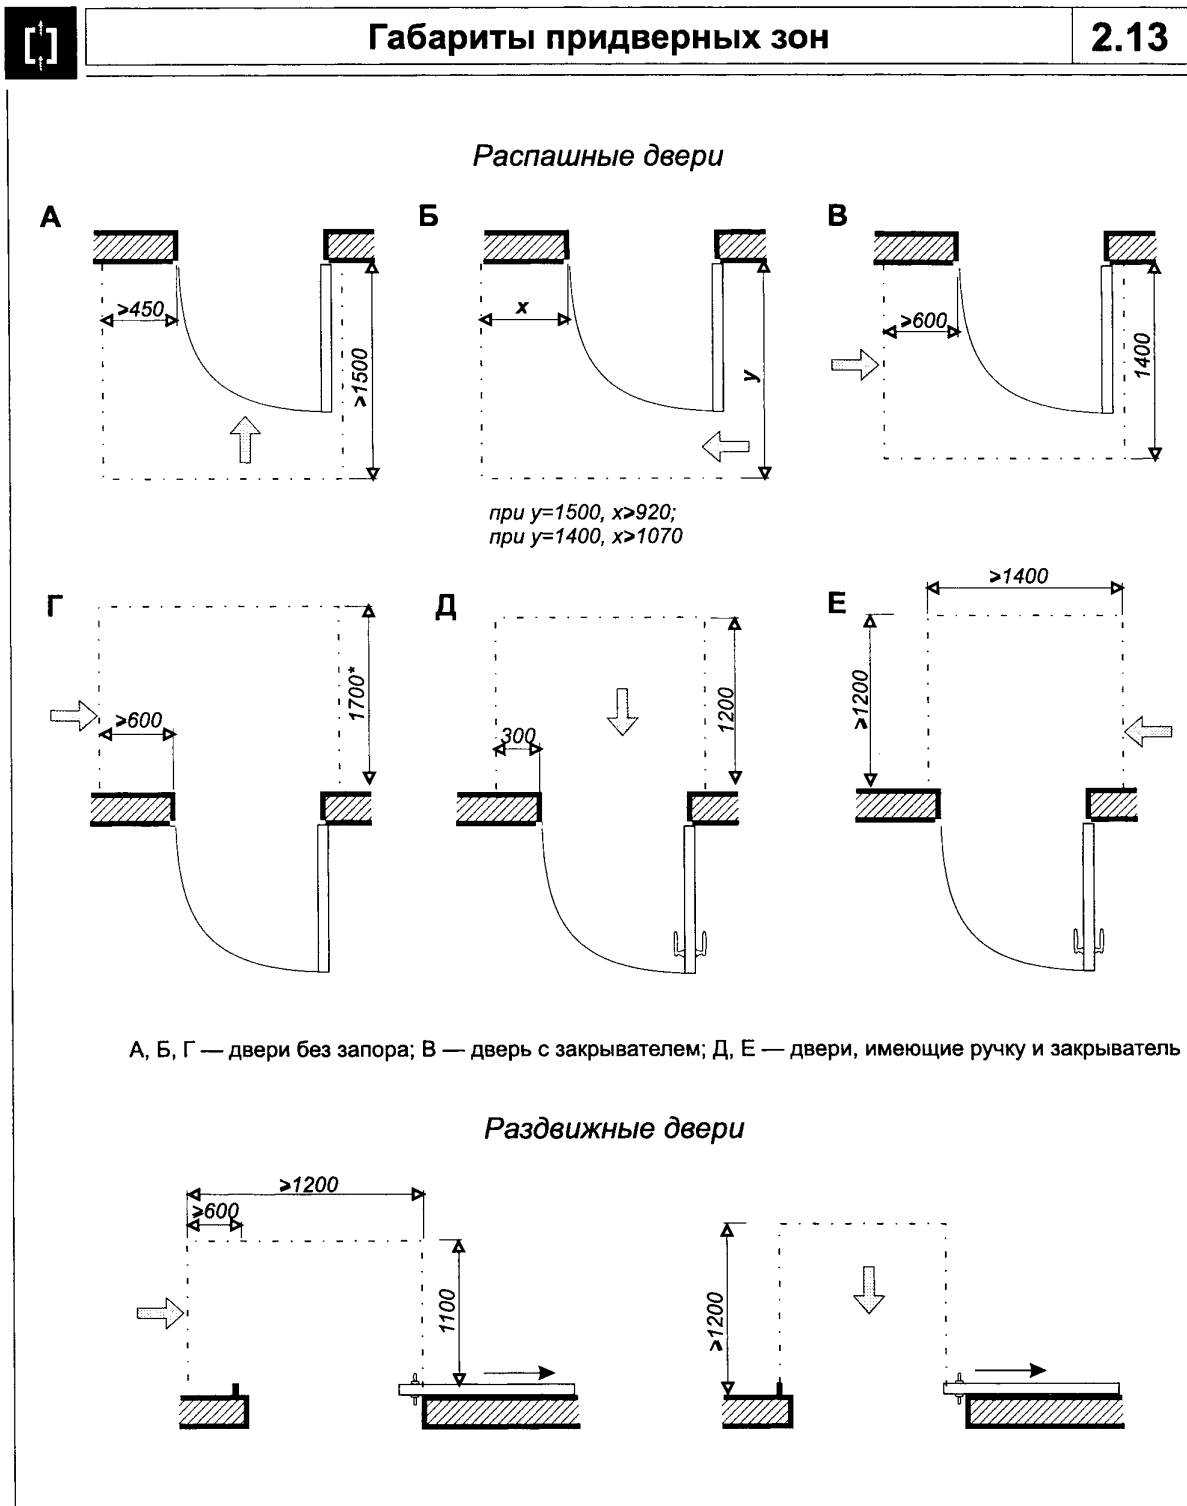 Габариты придверных зон
2.13
Распашные двери
А
Б
В
⩾450
⩾1500
x
y
⩾600
1400
при y=1500, x⩾920;
при y=1400, x⩾1070
Г
Д
Е
⩾600
1700*
300
1200
⩾1400
⩾1200
А, Б, Г — двери без запора; В — дверь с закрывателем; Д, Е — двери, имеющие ручку и закрыватель
Раздвижные двери
⩾1200
⩾600
1100
⩾1200